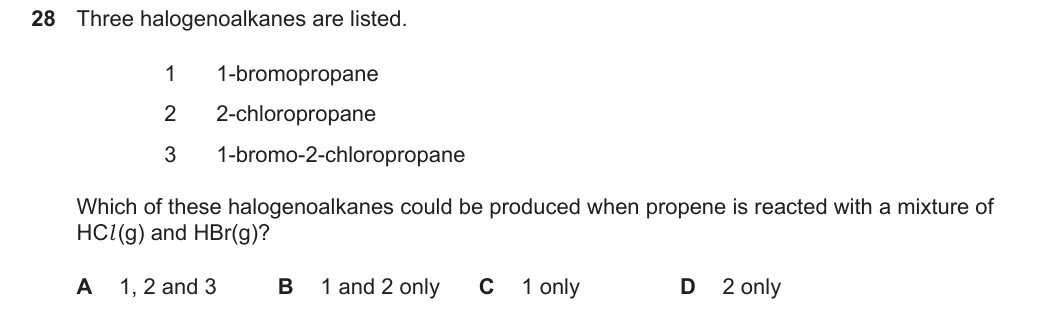 28 Three halogenoalkanes are listed.
1 1-bromopropane
2 2-chloropropane
3 1-bromo-2-chloropropane
Which of these halogenoalkanes could be produced when propene is reacted with a mixture of
HCl(g) and HBr(g)?
A 1, 2 and 3 B 1 and 2 only C 1 only D 2 only